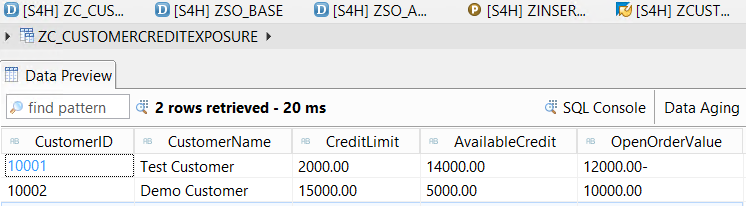 [S4H] ZC_CUS... [S4H] ZSO_BASE [S4H] ZSO_A... [S4H] ZINSER... [S4H] ZCUST...
ZC_CUSTOMERCREDITEXPOSURE
Data Preview
find pattern 2 rows retrieved - 20 ms SQL Console Data Aging
CustomerID CustomerName CreditLimit AvailableCredit OpenOrderValue
10001 Test Customer 2000.00 14000.00 12000.00-
10002 Demo Customer 15000.00 5000.00 10000.00